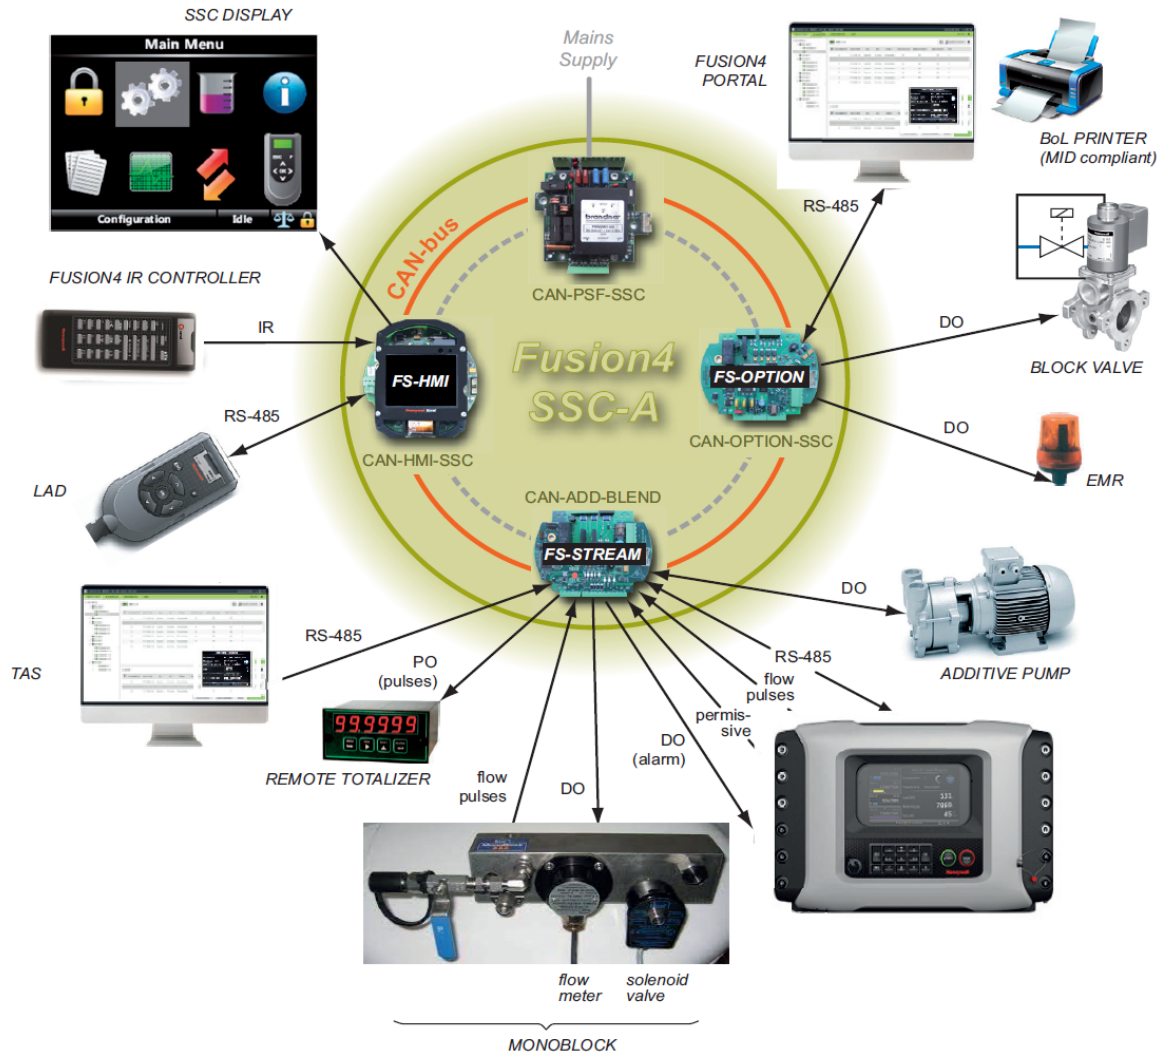 SSC DISPLAY
Main Menu
Configuration
Idle
Mains
Supply
FUSION4
PORTAL
BoL PRINTER
(MID compliant)
RS-485
CAN-bus
brandner
CAN-PSF-SSC
FUSION4 IR CONTROLLER
IR
DO
BLOCK VALVE
Fusion4
SSC-A
FS-HMI
FS-OPTION
RS-485
CAN-HMI-SSC
CAN-OPTION-SSC
DO
EMR
LAD
CAN-ADD-BLEND
FS-STREAM
DO
ADDITIVE PUMP
TAS
RS-485
PO
(pulses)
99.9999
REMOTE TOTALIZER
RS-485
flow
pulses
permis-
sive
DO
(alarm)
flow
pulses
DO
Honeywell
flow
meter
solenoid
valve
MONOBLOCK